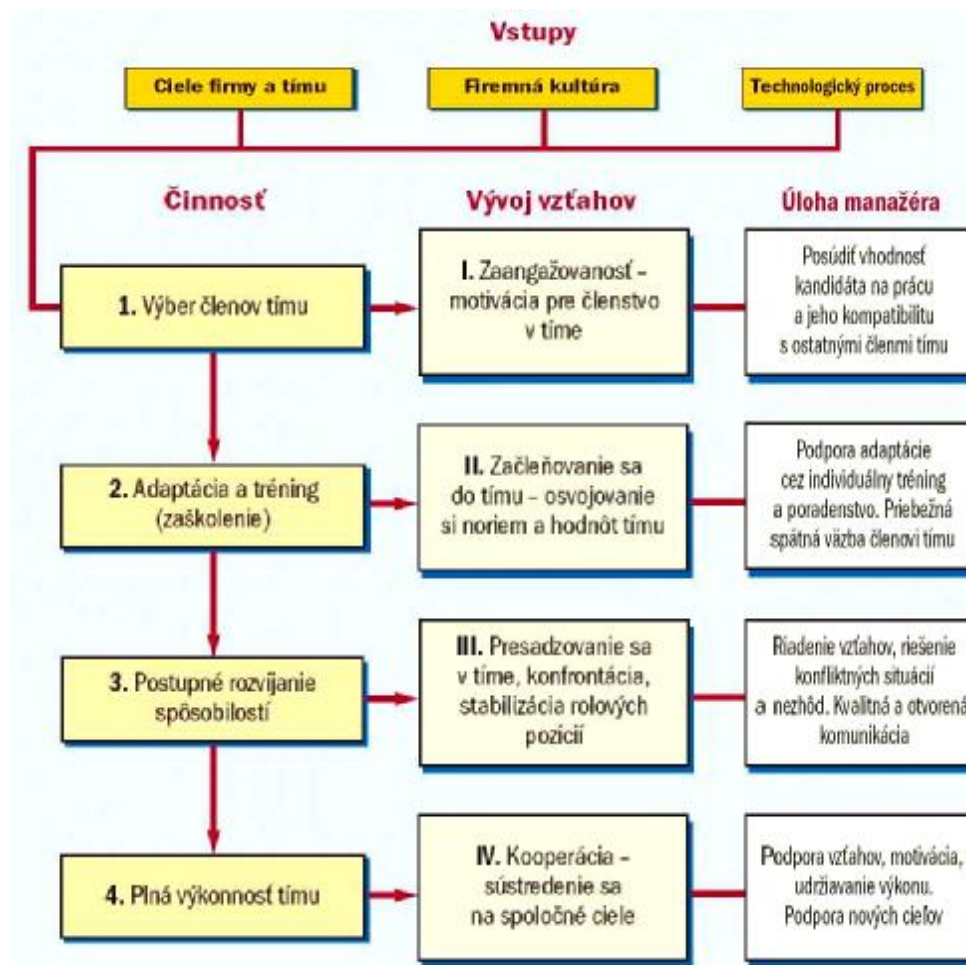 Vstupy
Ciele firmy a tímu
Firemná kultúra
Technologický proces
Činnosť
Vývoj vzťahov
Úloha manažéra
1. Výber členov tímu
I. Zaangažovanosť –
motivácia pre členstvo
v tíme
Posúdiť vhodnosť
kandidáta na prácu
a jeho kompatibilitu
s ostatnými členmi tímu
2. Adaptácia a tréning
(zaškolenie)
II. Začleňovanie sa
do tímu – osvojovanie
si noriem a hodnôt tímu
Podpora adaptácie
cez individuálny tréning
a poradenstvo. Priebežná
spätná väzba členovi tímu
3. Postupné rozvíjanie
spôsobilostí
III. Presadzovanie sa
v tíme, konfrontácia,
stabilizácia rolových
pozicií
Riadenie vzťahov, riešenie
konfliktných situácií
a nezhôd. Kvalitná a otvorená
komunikácia
4. Plná výkonnosť tímu
IV. Kooperácia –
sústredenie sa
na spoločné ciele
Podpora vzťahov, motivácia,
udržiavanie výkonu.
Podpora nových cieľov